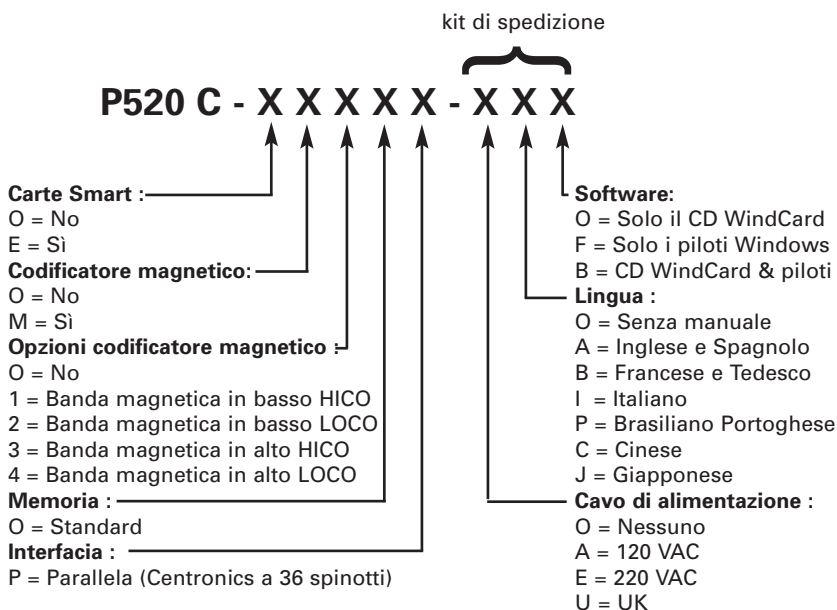 kit di spedizione
P520 C - X X X X X - X X X
Carte Smart :
O = No
E = Sì
Codificatore magnetico:
O = No
M = Sì
Opzioni codificatore magnetico :
O = No
1 = Banda magnetica in basso HICO
2 = Banda magnetica in basso LOCO
3 = Banda magnetica in alto HICO
4 = Banda magnetica in alto LOCO
Memoria :
O = Standard
Interfacia :
P = Parallela (Centronics a 36 spinotti)
Software:
O = Solo il CD WindCard
F = Solo i piloti Windows
B = CD WindCard & piloti
Lingua :
O = Senza manuale
A = Inglese e Spagnolo
B = Francese e Tedesco
I = Italiano
P = Brasiliano Portoghese
C = Cinese
J = Giapponese
Cavo di alimentazione :
O = Nessuno
A = 120 VAC
E = 220 VAC
U = UK